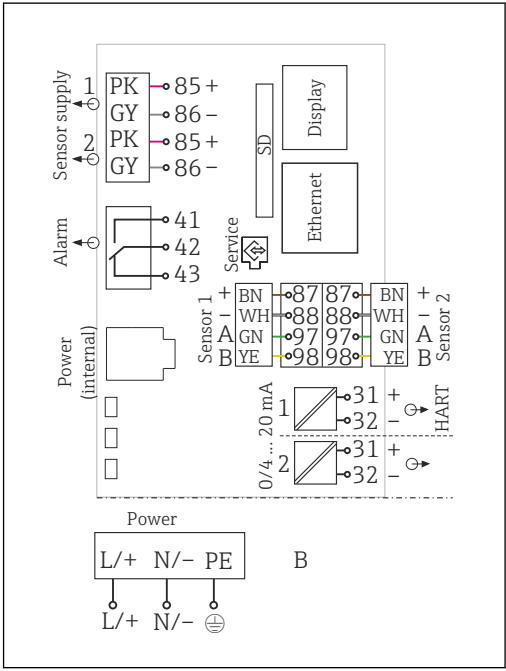 Sensor supply
1 PK 85 +
GY 86 –
2 PK 85 +
GY 86 –
Display
SD
Ethernet
Alarm
41
42
43
Service
Sensor 1
+ BN 87 87 BN +
– WH 88 88 WH –
A GN 97 97 GN A
B YE 98 98 YE B
Sensor 2
Power
(internal)
0/4 ... 20 mA
1 31 +
32 –
HART
2 31 +
32 –
Power
L/+ N/– PE
B
L/+ N/–